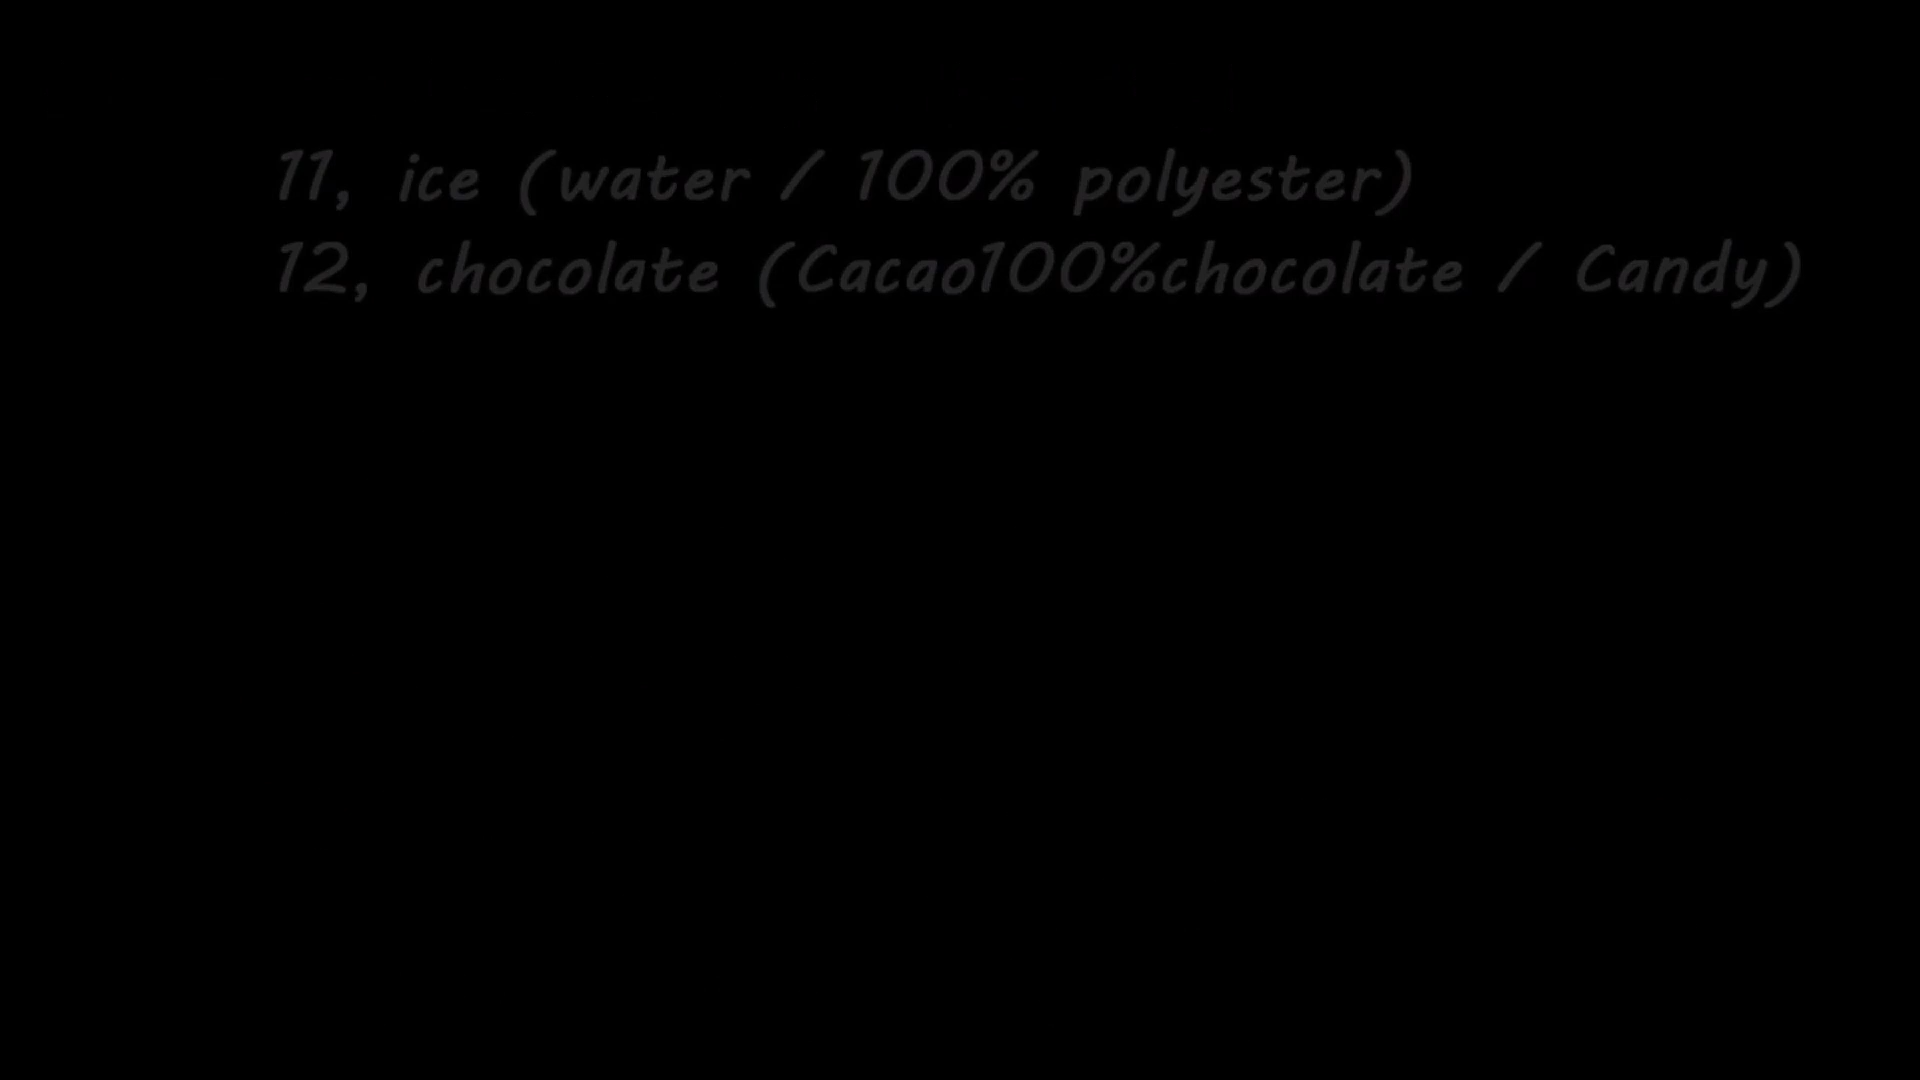 11, ice (water / 100% polyester)
12, chocolate (Cacao100%chocolate / Candy)